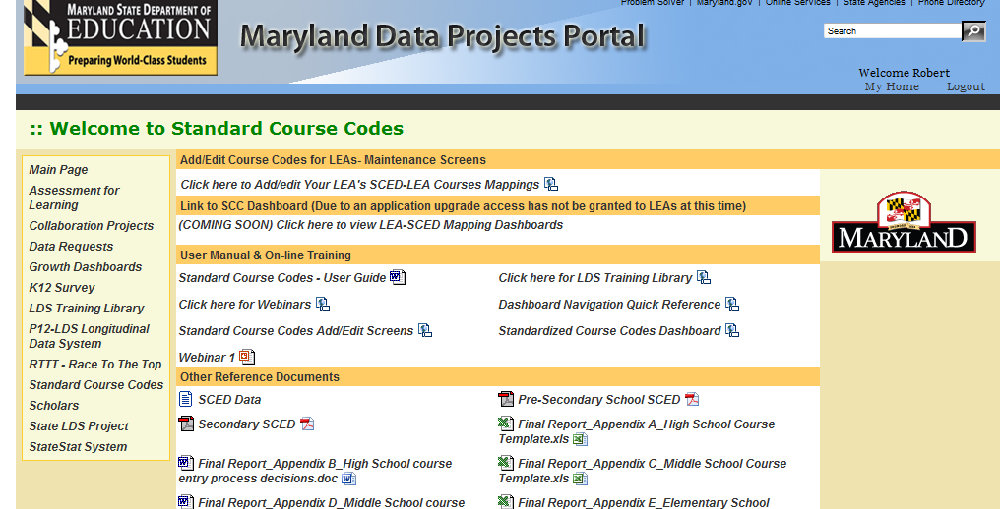 Problem Solver | Maryland.gov | Online Services | State Agencies | Phone Directory
MARYLAND STATE DEPARTMENT OF
EDUCATION
Preparing World-Class Students
Maryland Data Projects Portal
Search
Welcome Robert
My Home Logout
:: Welcome to Standard Course Codes
Main Page
Assessment for
Learning
Collaboration Projects
Data Requests
Growth Dashboards
K12 Survey
LDS Training Library
P12-LDS Longitudinal
Data System
RTTT - Race To The Top
Standard Course Codes
Scholars
State LDS Project
StateStat System
Add/Edit Course Codes for LEAs- Maintenance Screens
Click here to Add/edit Your LEA's SCED-LEA Courses Mappings
Link to SCC Dashboard (Due to an application upgrade access has not be granted to LEAs at this time)
(COMING SOON) Click here to view LEA-SCED Mapping Dashboards
User Manual & On-line Training
Standard Course Codes - User Guide
Click here for LDS Training Library
Click here for Webinars
Dashboard Navigation Quick Reference
Standard Course Codes Add/Edit Screens
Standardized Course Codes Dashboard
Webinar 1
Other Reference Documents
SCED Data
Pre-Secondary School SCED
Secondary SCED
Final Report_Appendix A_High School Course
Template.xls
Final Report_Appendix B_High School course
entry process decisions.doc
Final Report_Appendix C_Middle School Course
Template.xls
Final Report_Appendix D_Middle School course
Final Report_Appendix E_Elementary School
MARYLAND